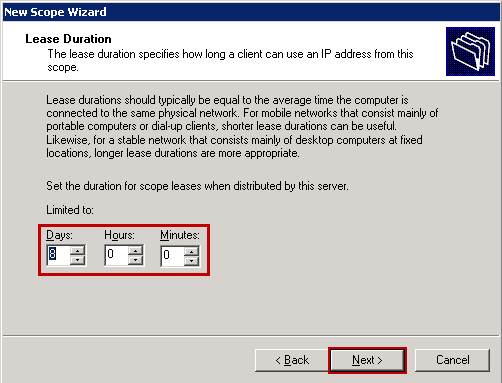 New Scope Wizard
Lease Duration
The lease duration specifies how long a client can use an IP address from this
scope.
Lease durations should typically be equal to the average time the computer is
connected to the same physical network. For mobile networks that consist mainly of
portable computers or dial-up clients, shorter lease durations can be useful.
Likewise, for a stable network that consists mainly of desktop computers at fixed
locations, longer lease durations are more appropriate.
Set the duration for scope leases when distributed by this server.
Limited to:
Days: Hours: Minutes:
8 0 0
< Back Next > Cancel